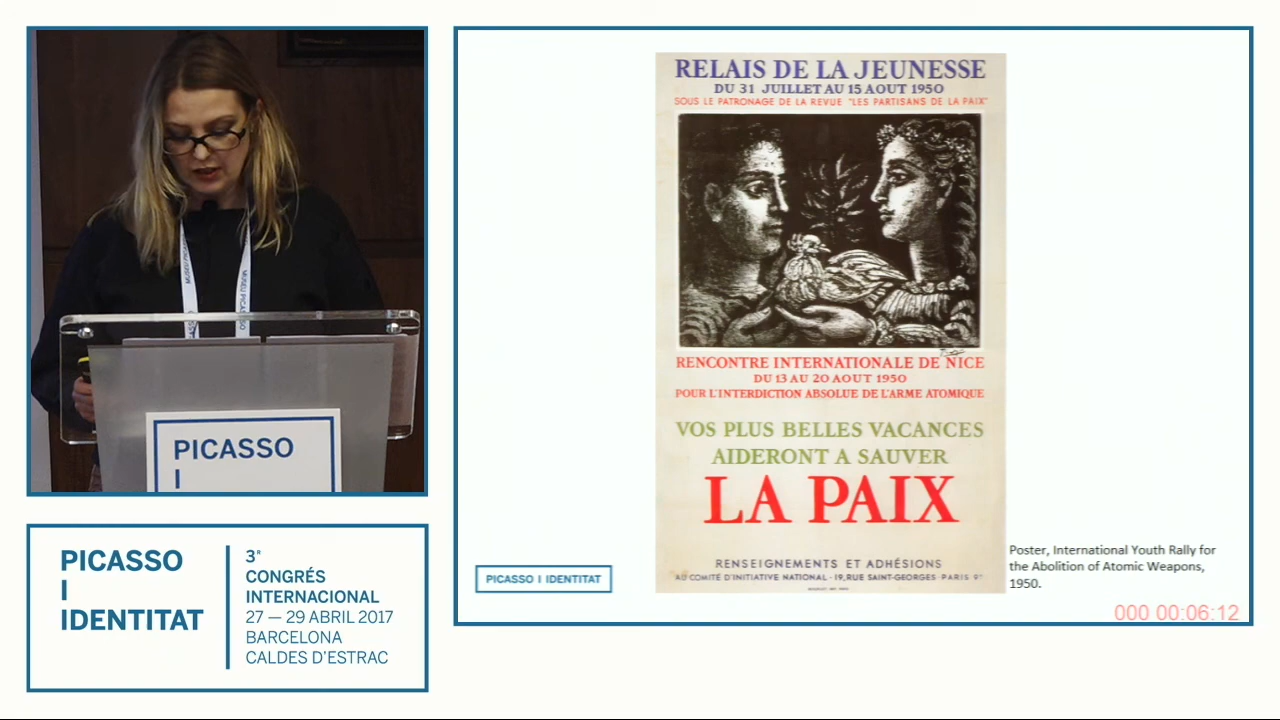 MUSEU PICASSO
PICASSO
I
PICASSO
I
IDENTITAT
3r
CONGRÉS
INTERNACIONAL
27 — 29 ABRIL 2017
BARCELONA
CALDES D'ESTRAC
RELAIS DE LA JEUNESSE
DU 31 JUILLET AU 15 AOUT 1950
SOUS LE PATRONAGE DE LA REVUE "LES PARTISANS DE LA PAIX"
RENCONTRE INTERNATIONALE DE NICE
DU 13 AU 20 AOUT 1950
POUR L'INTERDICTION ABSOLUE DE L'ARME ATOMIQUE
VOS PLUS BELLES VACANCES
AIDERONT A SAUVER
LA PAIX
RENSEIGNEMENTS ET ADHÉSIONS
AU COMITÉ D'INITIATIVE NATIONAL - 19, RUE SAINT-GEORGES - PARIS 9e
PICASSO I IDENTITAT
Poster, International Youth Rally for
the Abolition of Atomic Weapons,
1950.
000 00:06:12